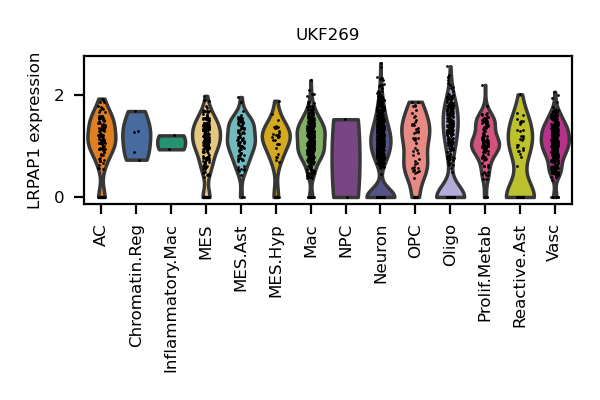 UKF269
LRPAP1 expression
2
0
AC
Chromatin.Reg
Inflammatory.Mac
MES
MES.Ast
MES.Hyp
Mac
NPC
Neuron
OPC
Oligo
Prolif.Metab
Reactive.Ast
Vasc